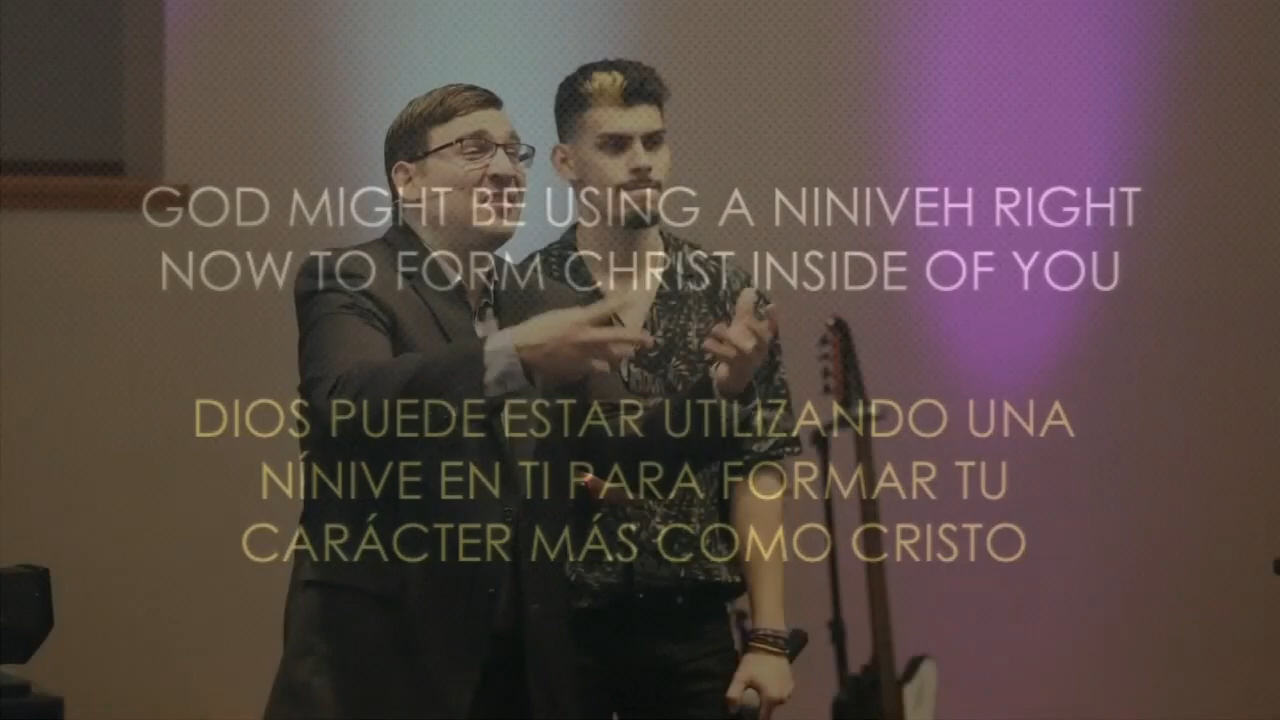 GOD MIGHT BE USING A NINIVEH RIGHT
NOW TO FORM CHRIST INSIDE OF YOU
DIOS PUEDE ESTAR UTILIZANDO UNA
NÍNIVE EN TI PARA FORMAR TU
CARÁCTER MÁS COMO CRISTO